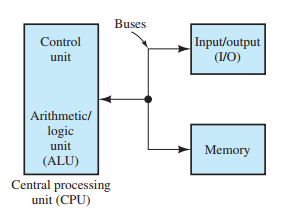 Buses
Control
unit
Input/output
(I/O)
Arithmetic/
logic
unit
(ALU)
Memory
Central processing
unit (CPU)